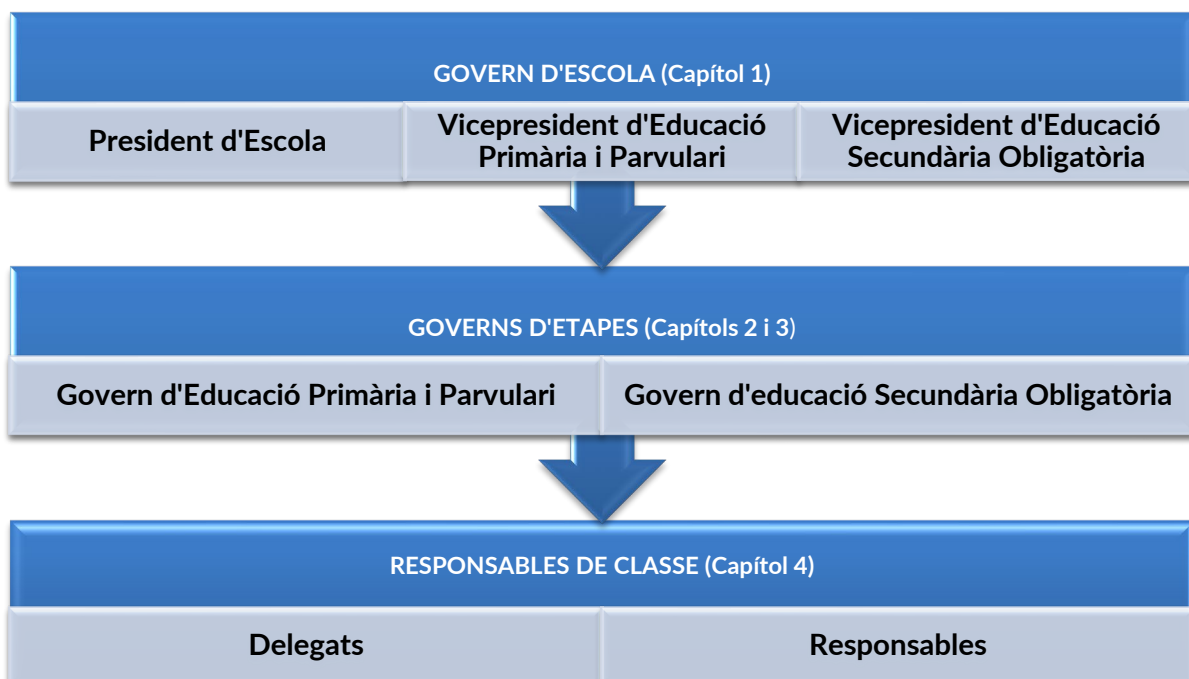 GOVERN D'ESCOLA (Capítol 1)
President d'Escola
Vicepresident d'Educació
Primària i Parvulari
Vicepresident d'Educació
Secundària Obligatòria
GOVERNS D'ETAPES (Capítols 2 i 3)
Govern d'Educació Primària i Parvulari
Govern d'educació Secundària Obligatòria
RESPONSABLES DE CLASSE (Capítol 4)
Delegats
Responsables